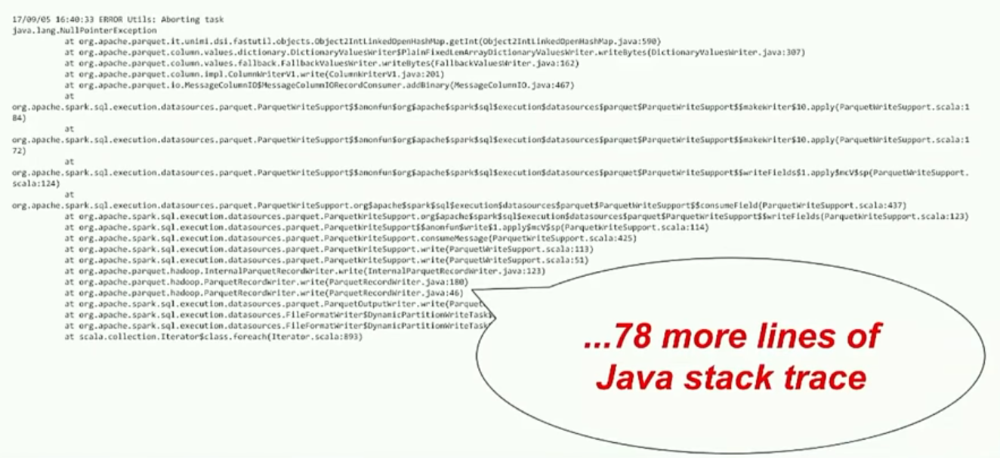 17/09/05 16:40:33 ERROR Utils: Aborting task
java.lang.NullPointerException
at org.apache.parquet.it.unimi.dsi.fastutil.objects.Object2IntLinkedOpenHashMap.getInt(Object2IntLinkedOpenHashMap.java:590)
at org.apache.parquet.column.values.dictionary.DictionaryValuesWriter$PlainFixedLenArrayDictionaryValuesWriter.writeBytes(DictionaryValuesWriter.java:307)
at org.apache.parquet.column.values.fallback.FallbackValuesWriter.writeBytes(FallbackValuesWriter.java:162)
at org.apache.parquet.column.impl.ColumnWriterV1.write(ColumnWriterV1.java:201)
at org.apache.parquet.io.MessageColumnIO$MessageColumnIORecordConsumer.addBinary(MessageColumnIO.java:467)
at
org.apache.spark.sql.execution.datasources.parquet.ParquetWriteSupport$$anonfun$org$apache$spark$sql$execution$datasources$parquet$ParquetWriteSupport$$makeWriter$10.apply(ParquetWriteSupport.scala:1
84)
at
org.apache.spark.sql.execution.datasources.parquet.ParquetWriteSupport$$anonfun$org$apache$spark$sql$execution$datasources$parquet$ParquetWriteSupport$$makeWriter$10.apply(ParquetWriteSupport.scala:1
72)
at
org.apache.spark.sql.execution.datasources.parquet.ParquetWriteSupport$$anonfun$org$apache$spark$sql$execution$datasources$parquet$ParquetWriteSupport$$writeFields$1.apply$mcV$sp(ParquetWriteSupport.
scala:124)
at
org.apache.spark.sql.execution.datasources.parquet.ParquetWriteSupport.org$apache$spark$sql$execution$datasources$parquet$ParquetWriteSupport$$consumeField(ParquetWriteSupport.scala:437)
at org.apache.spark.sql.execution.datasources.parquet.ParquetWriteSupport.org$apache$spark$sql$execution$datasources$parquet$ParquetWriteSupport$$writeFields(ParquetWriteSupport.scala:123)
at org.apache.spark.sql.execution.datasources.parquet.ParquetWriteSupport$$anonfun$write$1.apply$mcV$sp(ParquetWriteSupport.scala:114)
at org.apache.spark.sql.execution.datasources.parquet.ParquetWriteSupport.consumeMessage(ParquetWriteSupport.scala:425)
at org.apache.spark.sql.execution.datasources.parquet.ParquetWriteSupport.write(ParquetWriteSupport.scala:113)
at org.apache.spark.sql.execution.datasources.parquet.ParquetWriteSupport.write(ParquetWriteSupport.scala:51)
at org.apache.parquet.hadoop.InternalParquetRecordWriter.write(InternalParquetRecordWriter.java:123)
at org.apache.parquet.hadoop.ParquetRecordWriter.write(ParquetRecordWriter.java:180)
at org.apache.parquet.hadoop.ParquetRecordWriter.write(ParquetRecordWriter.java:46)
at org.apache.spark.sql.execution.datasources.parquet.ParquetOutputWriter.write(Parquet
at org.apache.spark.sql.execution.datasources.FileFormatWriter$DynamicPartitionWriteTask$
at org.apache.spark.sql.execution.datasources.FileFormatWriter$DynamicPartitionWriteTask
at scala.collection.Iterator$class.foreach(Iterator.scala:893)
...78 more lines of
Java stack trace